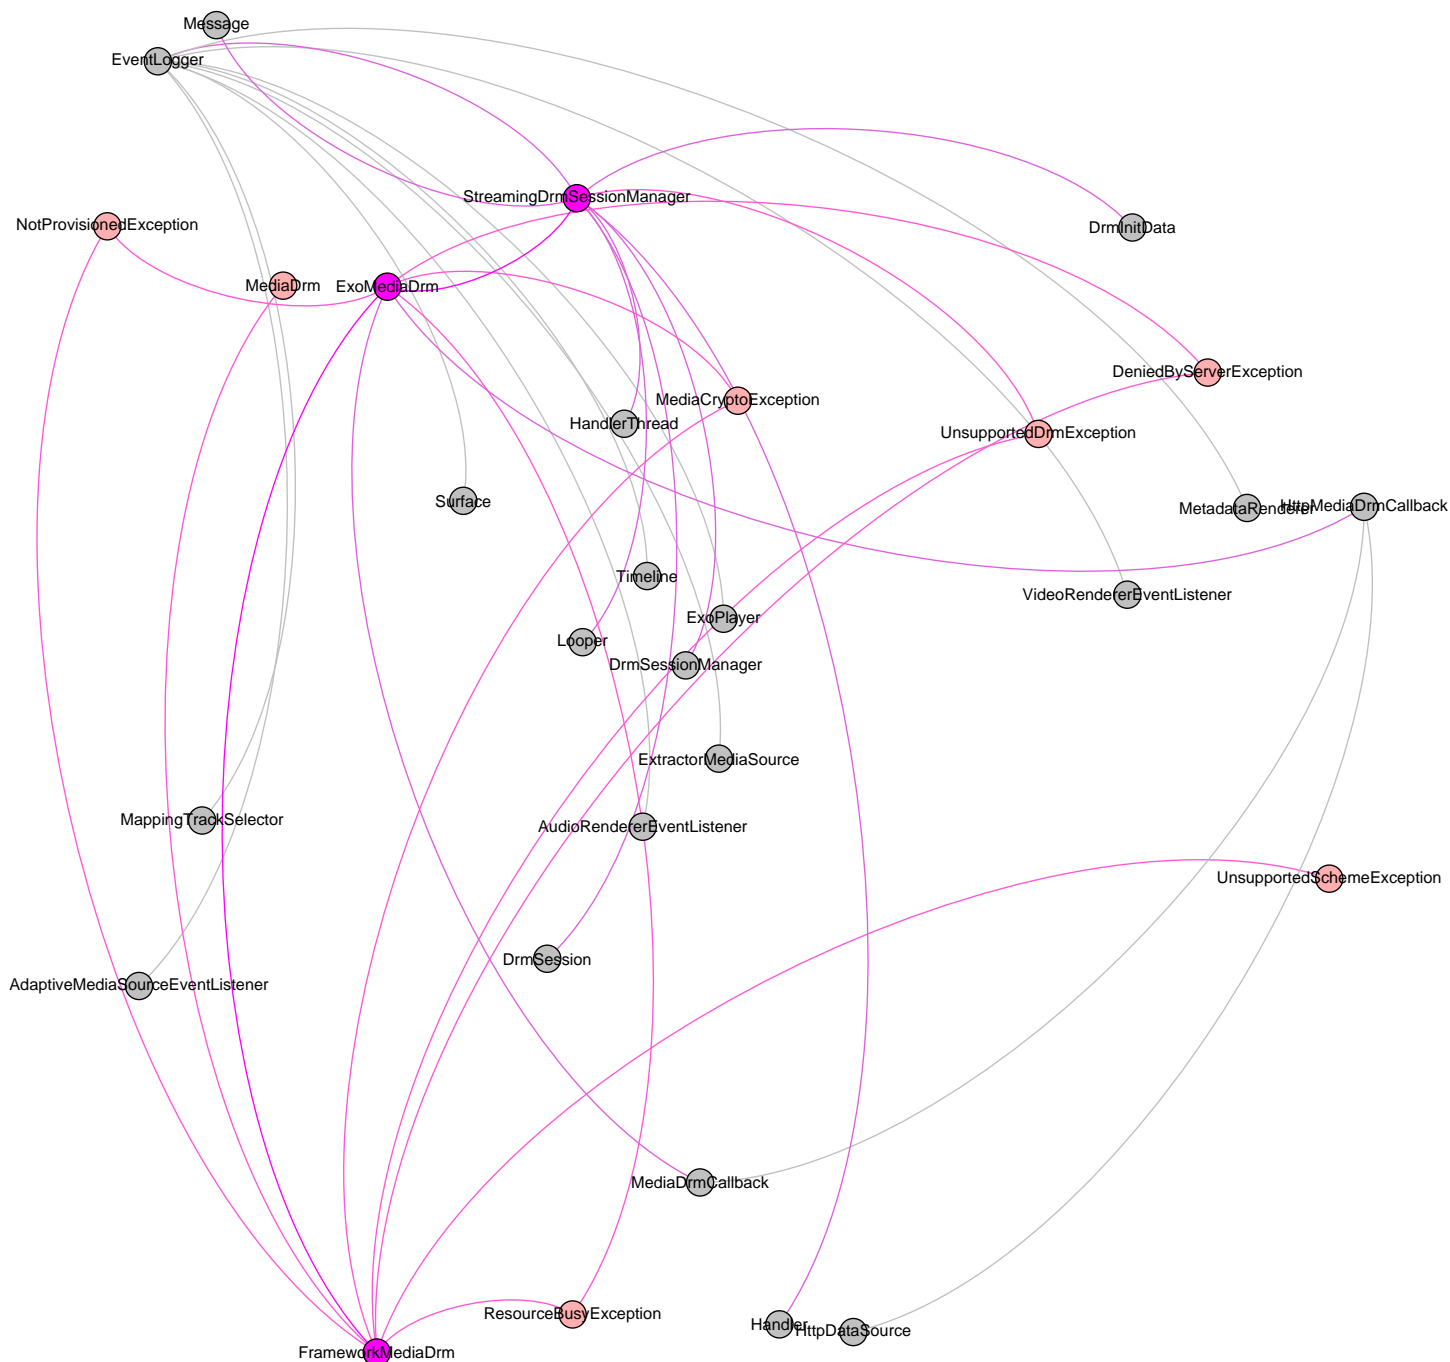 Message
EventLogger
StreamingDrmSessionManager
NotProvisionedException
DrmInitData
MediaDrm
ExoMediaDrm
DeniedByServerException
MediaCryptoException
HandlerThread
UnsupportedDrmException
Surface
MetadataRenderer
HttpMediaDrmCallback
Timeline
VideoRendererEventListener
ExoPlayer
Looper
DrmSessionManager
ExtractorMediaSource
MappingTrackSelector
AudioRendererEventListener
UnsupportedSchemeException
DrmSession
AdaptiveMediaSourceEventListener
MediaDrmCallback
ResourceBusyException
Handler
HttpDataSource
FrameworkMediaDrm